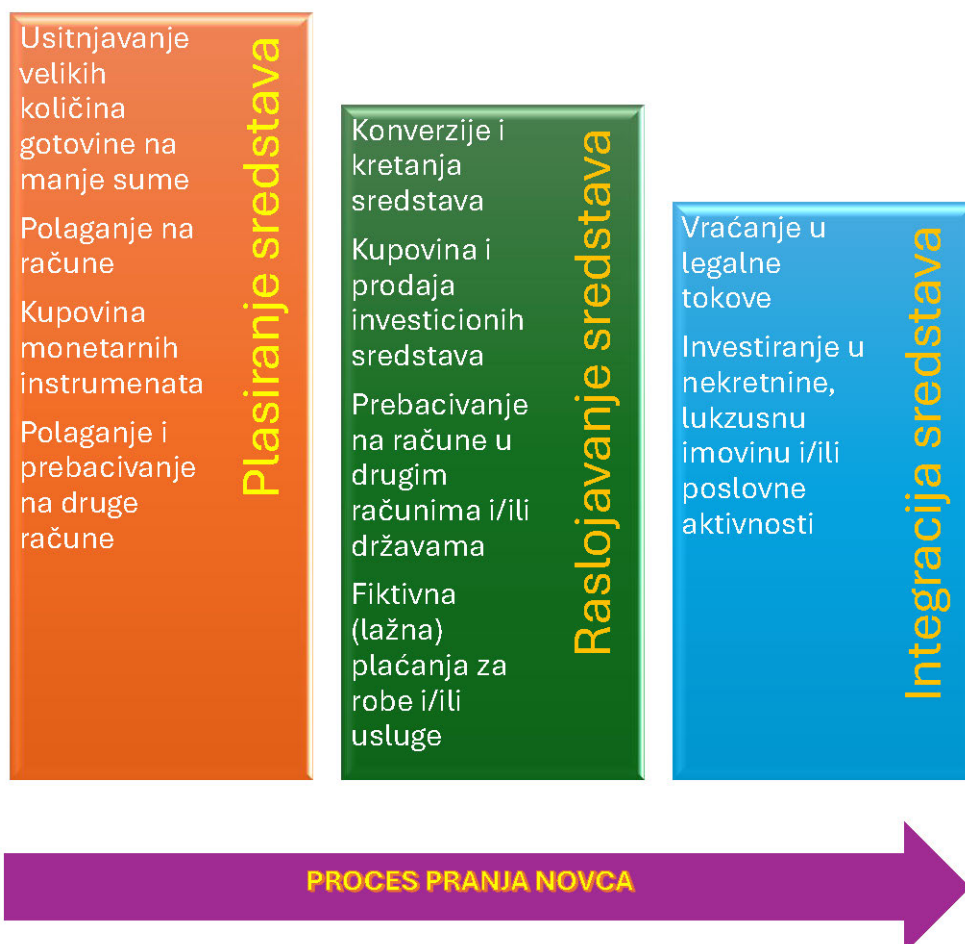 Usitnjavanje
velikih
količina
gotovine na
manje sume
Polaganje na
račune
Kupovina
monetarnih
instrumenata
Polaganje i
prebacivanje
na druge
račune
Plasiranje sredstava
Konverzije i
kretanja
sredstava
Kupovina i
prodaja
investicionih
sredstava
Prebacivanje
na račune u
drugim
računima i/ili
državama
Fiktivna
(lažna)
plaćanja za
robe i/ili
usluge
Raslojavanje sredstava
Vraćanje u
legalne
tokove
Investiranje u
nekretnine,
lukzusnu
imovinu i/ili
poslovne
aktivnosti
Integracija sredstava
PROCES PRANJA NOVCA